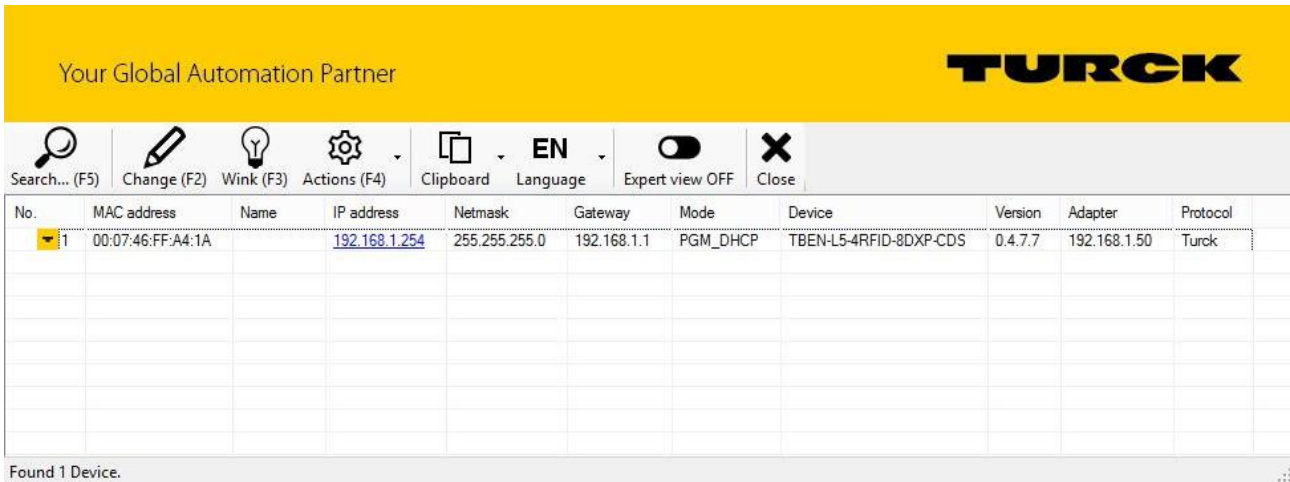 Your Global Automation Partner
TURCK
EN
Search... (F5) Change (F2) Wink (F3) Actions (F4) Clipboard Language Expert view OFF Close
No. MAC address Name IP address Netmask Gateway Mode Device Version Adapter Protocol
1 00:07:46:FF:A4:1A 192.168.1.254 255.255.255.0 192.168.1.1 PGM_DHCP TBEN-L5-4RFID-8DXP-CDS 0.4.7.7 192.168.1.50 Turck
Found 1 Device.